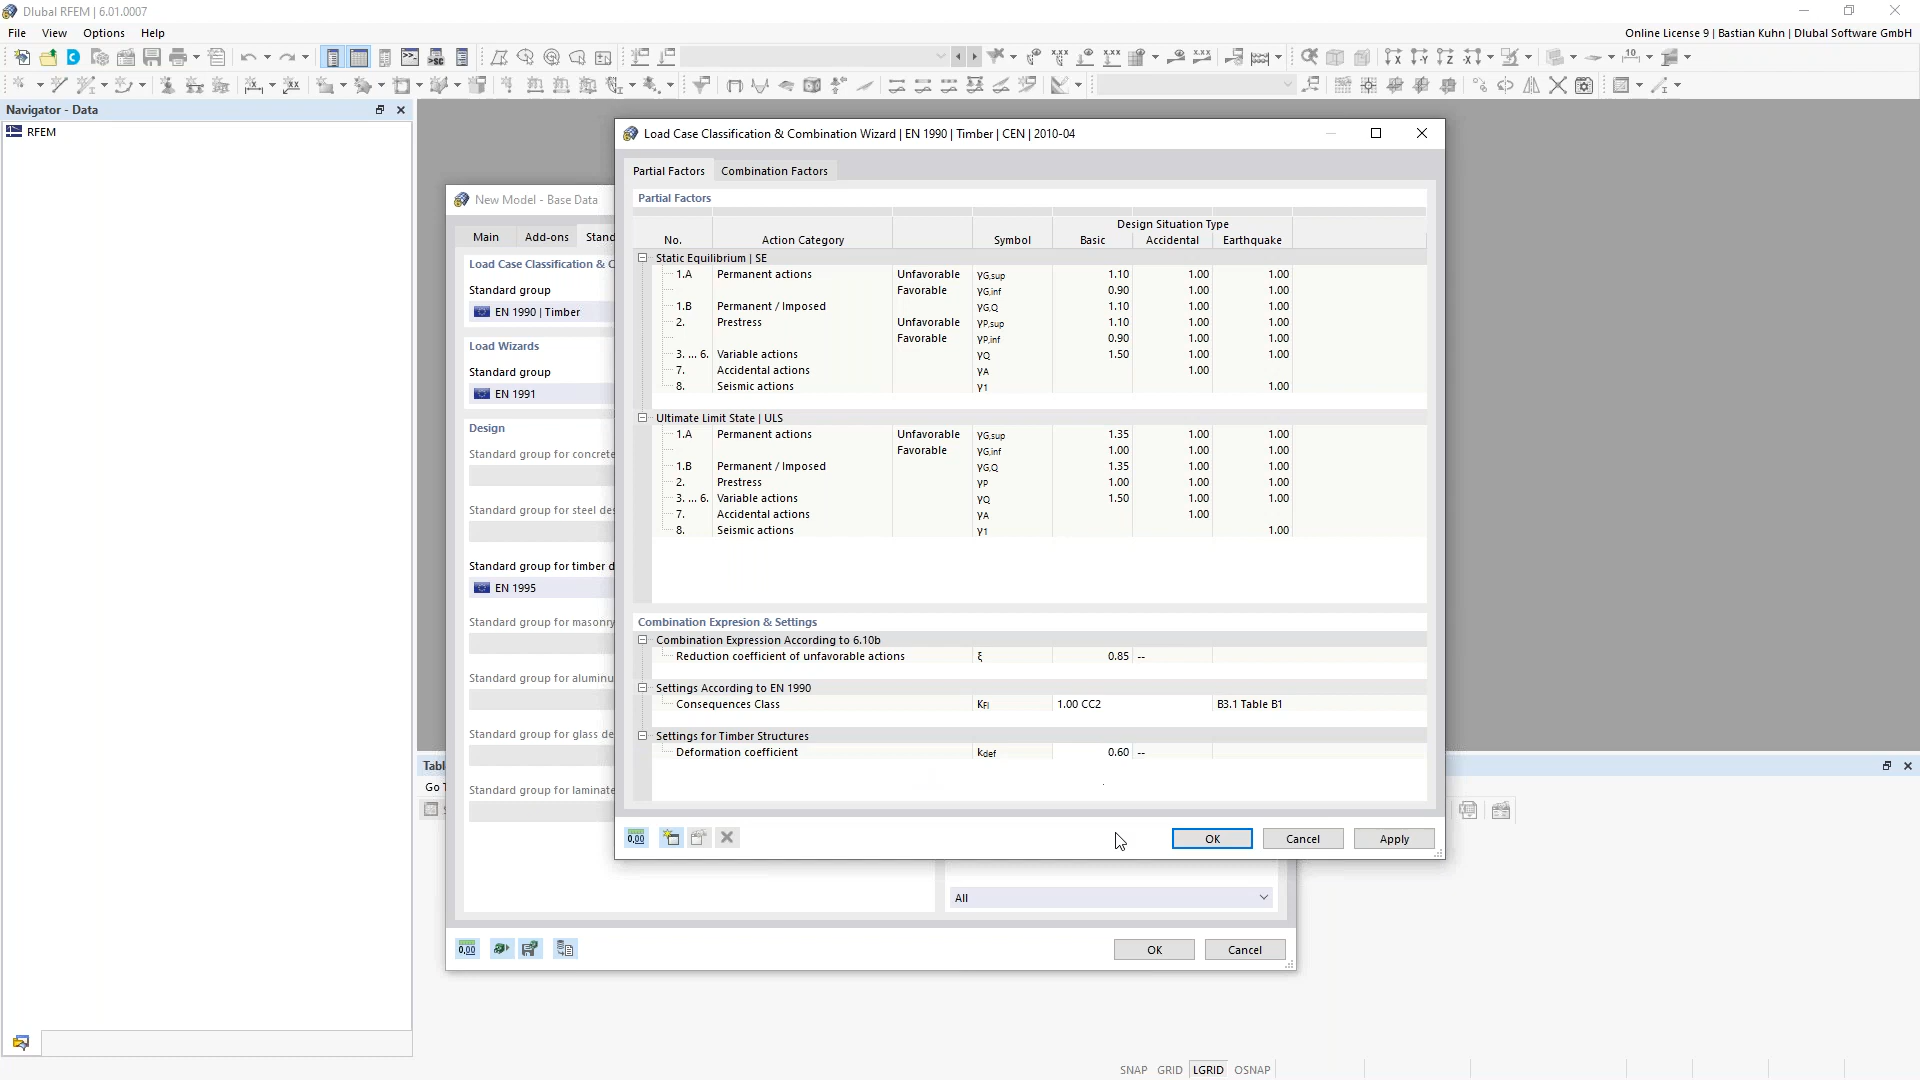 Dlubal RFEM | 6.01.0007
File View Options Help
Online License 9 | Bastian Kuhn | Dlubal Software GmbH
Navigator - Data
RFEM
New Model - Base Data
Main Add-ons Stand
Load Case Classification & C
Standard group
EN 1990 | Timber
Load Wizards
Standard group
EN 1991
Design
Standard group for concrete
Standard group for steel des
Standard group for timber d
EN 1995
Standard group for masonry
Standard group for aluminu
Standard group for glass de
Standard group for laminate
All
0,00
OK Cancel
Load Case Classification & Combination Wizard | EN 1990 | Timber | CEN | 2010-04
Partial Factors Combination Factors
Partial Factors
Design Situation Type
No. Action Category Symbol Basic Accidental Earthquake
Static Equilibrium | SE
1.A Permanent actions Unfavorable γG,sup 1.10 1.00 1.00
Favorable γG,inf 0.90 1.00 1.00
1.B Permanent / Imposed γG,Q 1.10 1.00 1.00
2. Prestress Unfavorable γP,sup 1.10 1.00 1.00
Favorable γP,inf 0.90 1.00 1.00
3. ... 6. Variable actions γQ 1.50 1.00 1.00
7. Accidental actions γA 1.00
8. Seismic actions γ1 1.00
Ultimate Limit State | ULS
1.A Permanent actions Unfavorable γG,sup 1.35 1.00 1.00
Favorable γG,inf 1.00 1.00 1.00
1.B Permanent / Imposed γG,Q 1.35 1.00 1.00
2. Prestress γP 1.00 1.00 1.00
3. ... 6. Variable actions γQ 1.50 1.00 1.00
7. Accidental actions γA 1.00
8. Seismic actions γ1 1.00
Combination Expresion & Settings
Combination Expression According to 6.10b
Reduction coefficient of unfavorable actions ξ 0.85 --
Settings According to EN 1990
Consequences Class KFI 1.00 CC2 B3.1 Table B1
Settings for Timber Structures
Deformation coefficient kdef 0.60 --
0,00
OK Cancel Apply
Tabl
Go T
SNAP GRID LGRID OSNAP